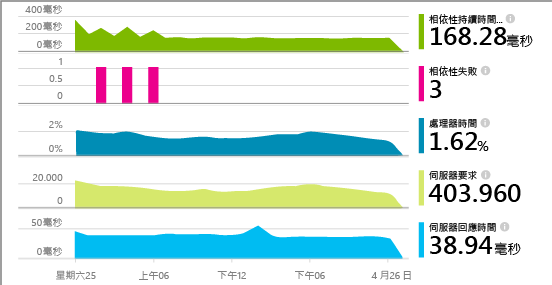 400毫秒
200毫秒
0毫秒
相依性持續時間... ⓘ
168.28毫秒
1
0.5
0
相依性失敗 ⓘ
3
2%
0%
處理器時間 ⓘ
1.62%
20.000
0
伺服器要求 ⓘ
403.960
50毫秒
0毫秒
伺服器回應時間 ⓘ
38.94毫秒
星期六25 上午06 下午12 下午06 4月26日